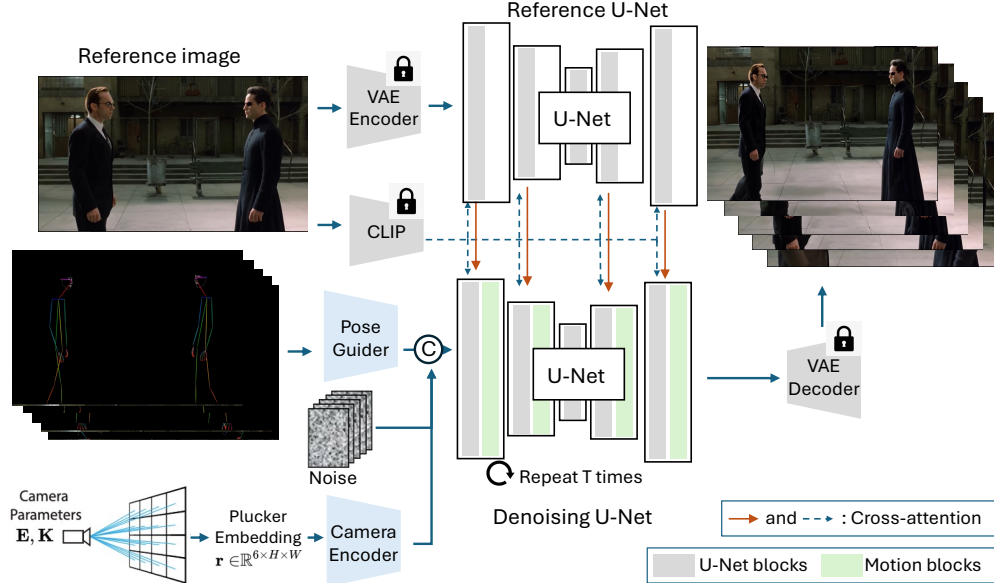 Reference U-Net
Reference image
VAE
Encoder
U-Net
CLIP
Pose
Guider
C
VAE
Decoder
U-Net
Noise
Repeat T times
Camera
Parameters
E, K
Plucker
Embedding
r ∈ ℝ^{6×H×W}
Camera
Encoder
Denoising U-Net
and : Cross-attention
U-Net blocks Motion blocks